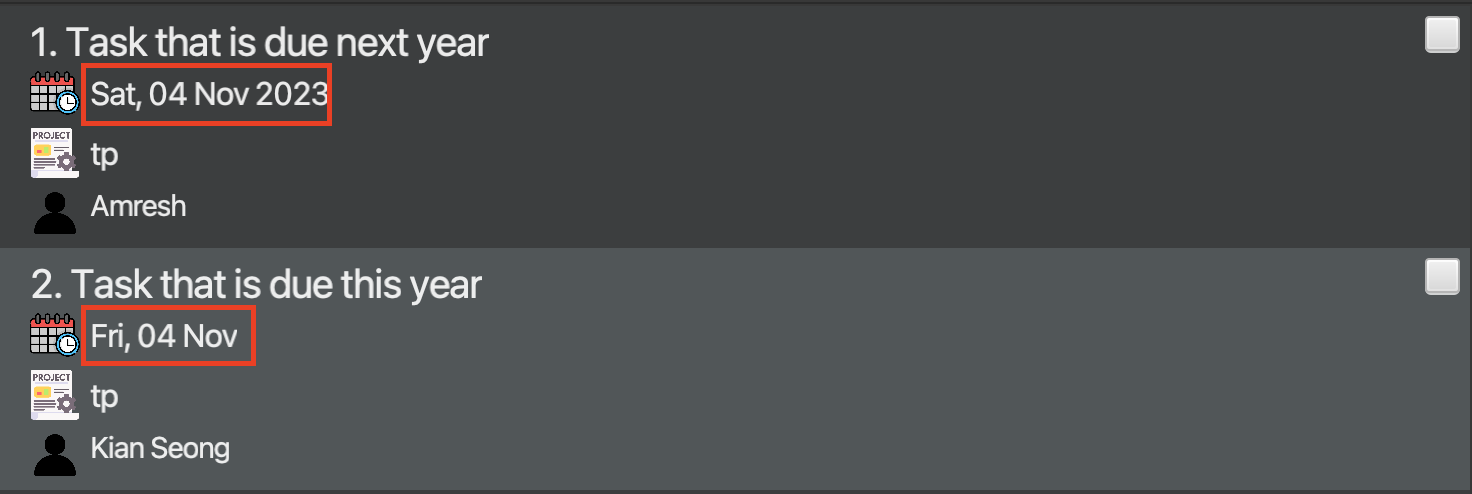 1. Task that is due next year
Sat, 04 Nov 2023
PROJECT
tp
Amresh
2. Task that is due this year
Fri, 04 Nov
PROJECT
tp
Kian Seong